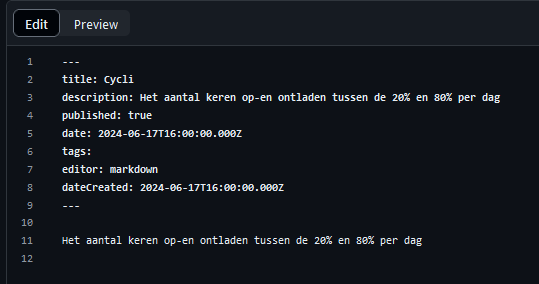 Edit Preview
1 ---
2 title: Cycli
3 description: Het aantal keren op-en ontladen tussen de 20% en 80% per dag
4 published: true
5 date: 2024-06-17T16:00:00.000Z
6 tags:
7 editor: markdown
8 dateCreated: 2024-06-17T16:00:00.000Z
9 ---
10
11 Het aantal keren op-en ontladen tussen de 20% en 80% per dag
12